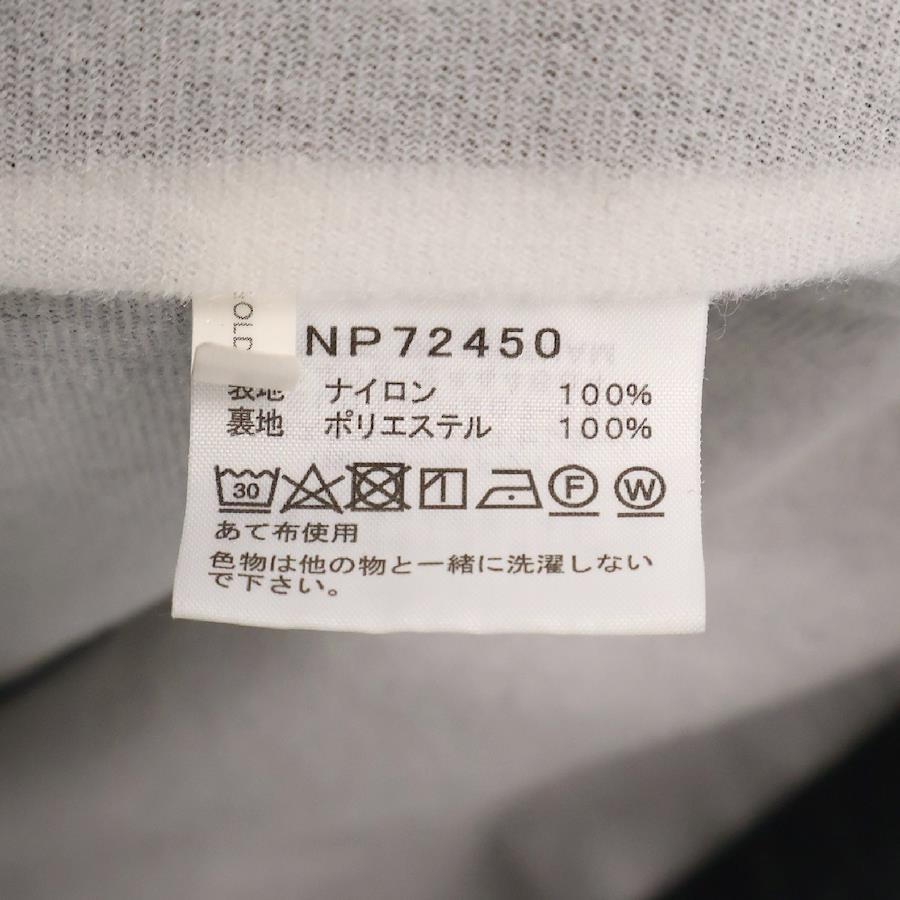 OLD
NP72450
表地 ナイロン 100%
裏地 ポリエステル 100%
30 F W
あて布使用
色物は他の物と一緒に洗濯しない
で下さい。